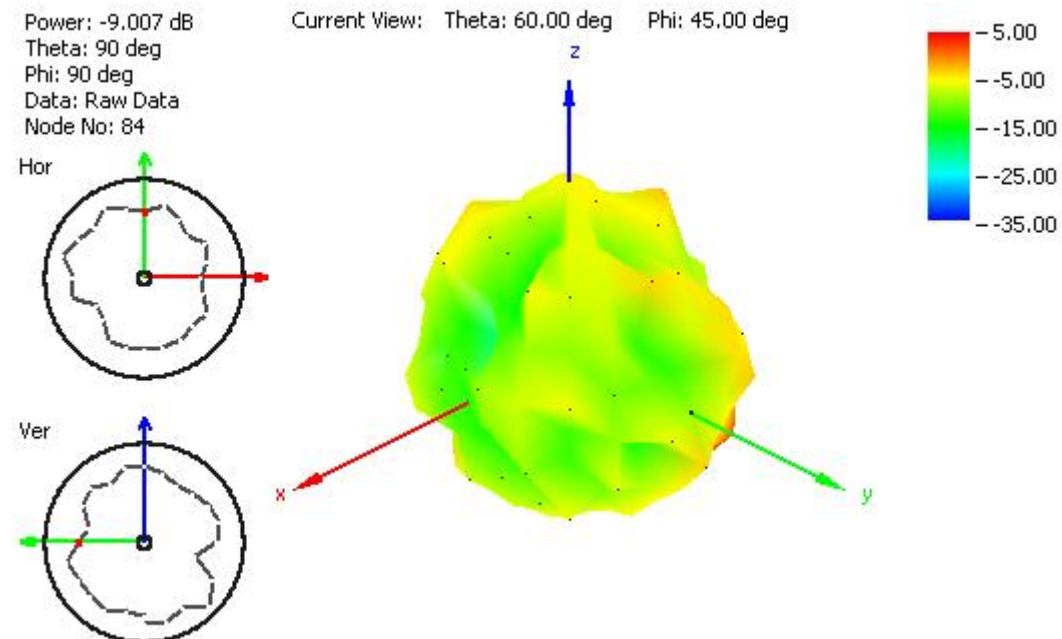 Power: -9.007 dB
Theta: 90 deg
Phi: 90 deg
Data: Raw Data
Node No: 84
Current View: Theta: 60.00 deg Phi: 45.00 deg
Hor
Ver
z
x
y
5.00
-5.00
-15.00
-25.00
-35.00